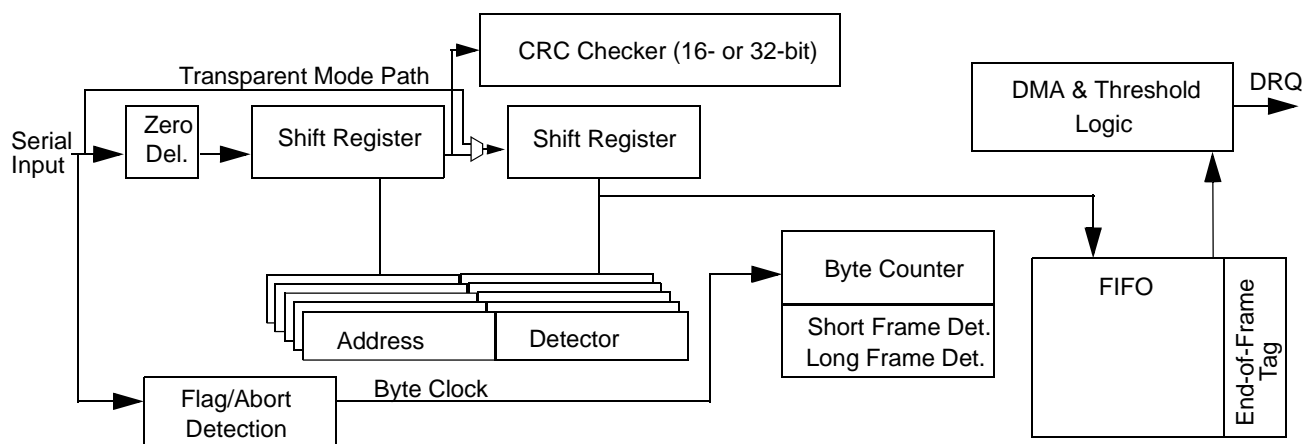 CRC Checker (16- or 32-bit)
Transparent Mode Path
DMA & Threshold
Logic
DRQ
Serial
Input
Zero
Del.
Shift Register
Shift Register
Byte Counter
FIFO
Short Frame Det.
Long Frame Det.
End-of-Frame
Tag
Address
Detector
Byte Clock
Flag/Abort
Detection